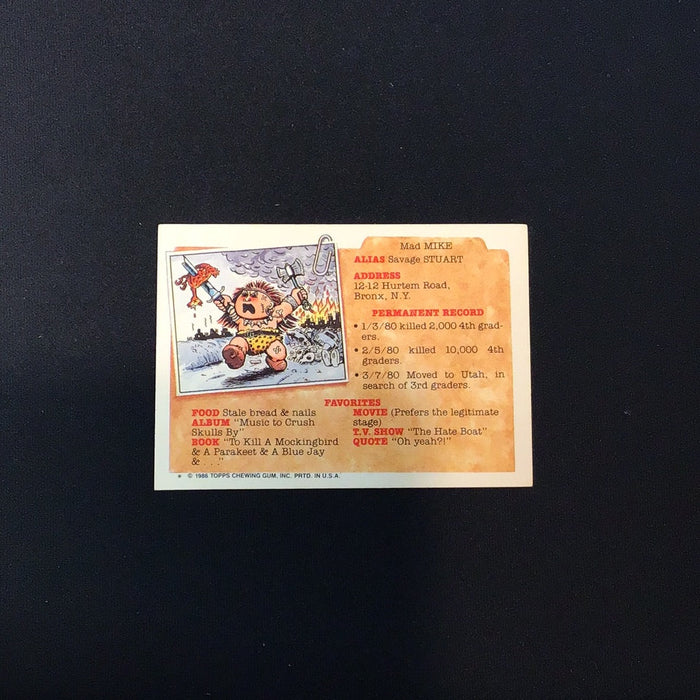 Mad MIKE
ALIAS Savage STUART
ADDRESS
12-12 Hurtem Road,
Bronx, N.Y.
PERMANENT RECORD
• 1/3/80 killed 2,000 4th grad-
ers.
• 2/5/80 killed 10,000 4th
graders.
• 3/7/80 Moved to Utah, in
search of 3rd graders.
FAVORITES
FOOD Stale bread & nails
ALBUM "Music to Crush
Skulls By"
BOOK "To Kill A Mockingbird
& A Parakeet & A Blue Jay
& . . ."
MOVIE (Prefers the legitimate
stage)
T.V. SHOW "The Hate Boat"
QUOTE "Oh yeah?!"
* © 1986 TOPPS CHEWING GUM, INC. PRTD. IN U.S.A.